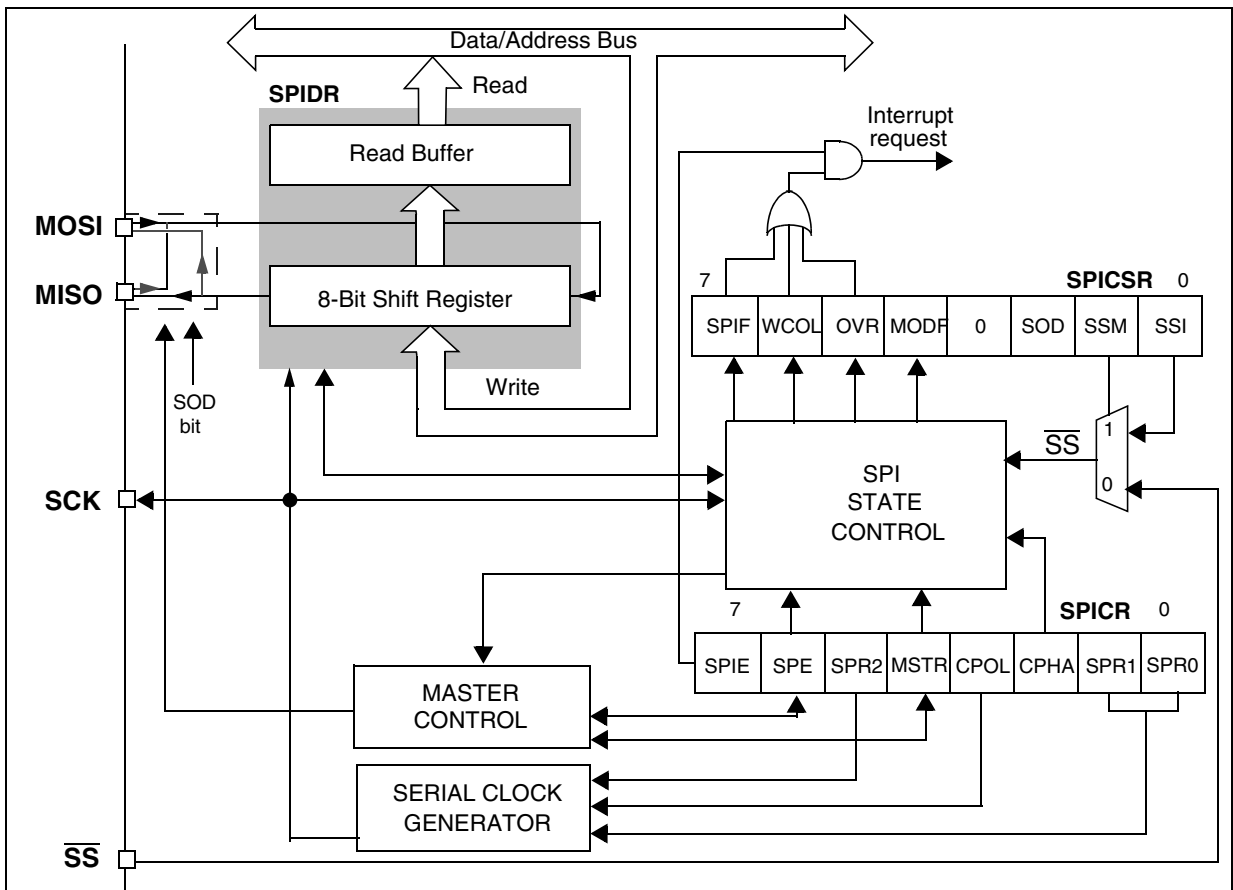 Data/Address Bus
SPIDR
Read
Read Buffer
Interrupt
request
MOSI
MISO
8-Bit Shift Register
Write
SOD
bit
7
SPICSR
0
SPIF
WCOL
OVR
MODF
0
SOD
SSM
SSI
SCK
SPI
STATE
CONTROL
SS
1
0
7
SPICR
0
SPIE
SPE
SPR2
MSTR
CPOL
CPHA
SPR1
SPR0
MASTER
CONTROL
SERIAL CLOCK
GENERATOR
SS